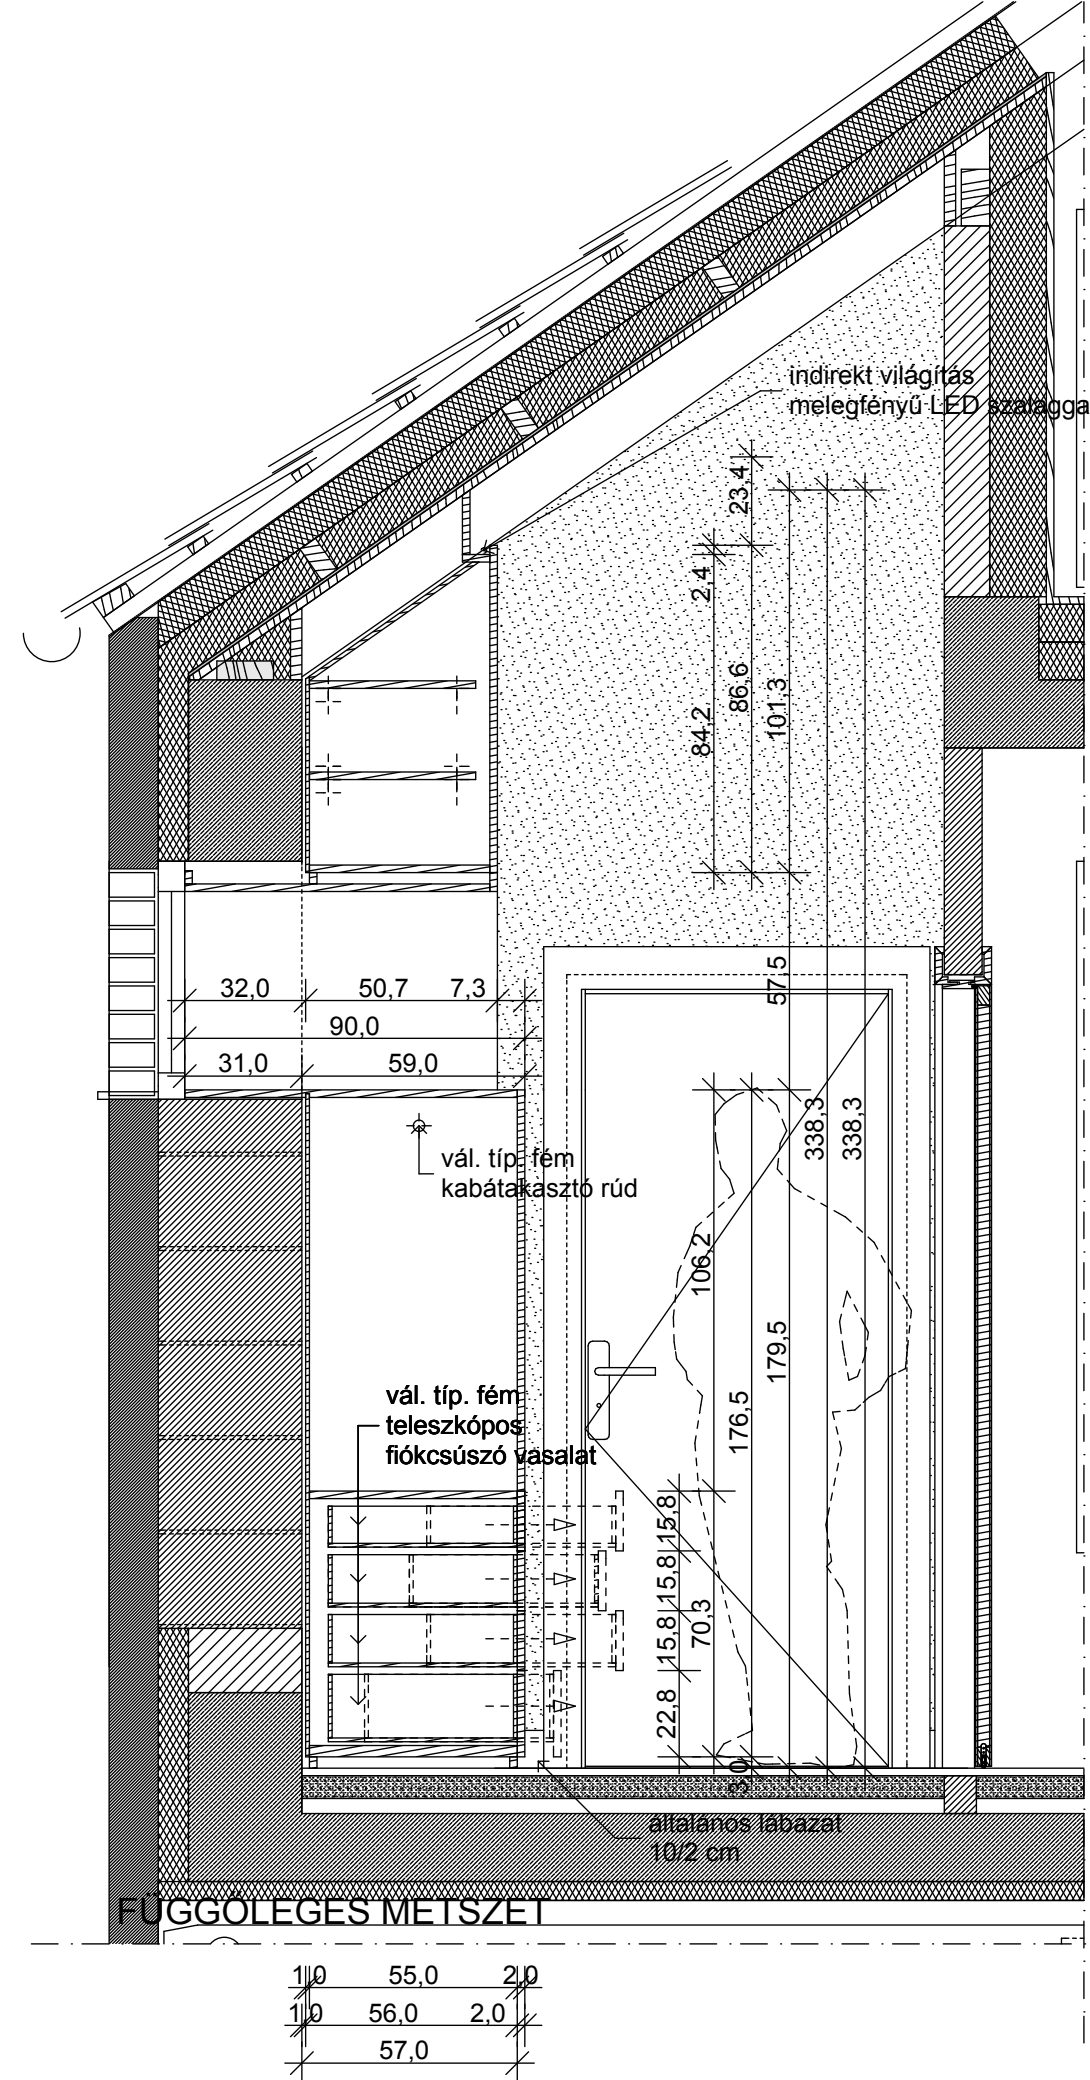 indirekt világítás
melegfényű LED szalagga
23,4
2,4
86,6
84,2
101,3
57,5
32,0 50,7 7,3
90,0
31,0 59,0
338,3 338,3
vál. típ. fém
kabátakasztó rúd
106,2
179,5
176,5
vál. típ. fém
teleszkópos
fiókcsúszó vasalat
15,8
15,8
15,8
70,3
22,8
3,0
általános lábazat
10/2 cm
FÜGGŐLEGES METSZET
1,0 55,0 2,0
1,0 56,0 2,0
57,0